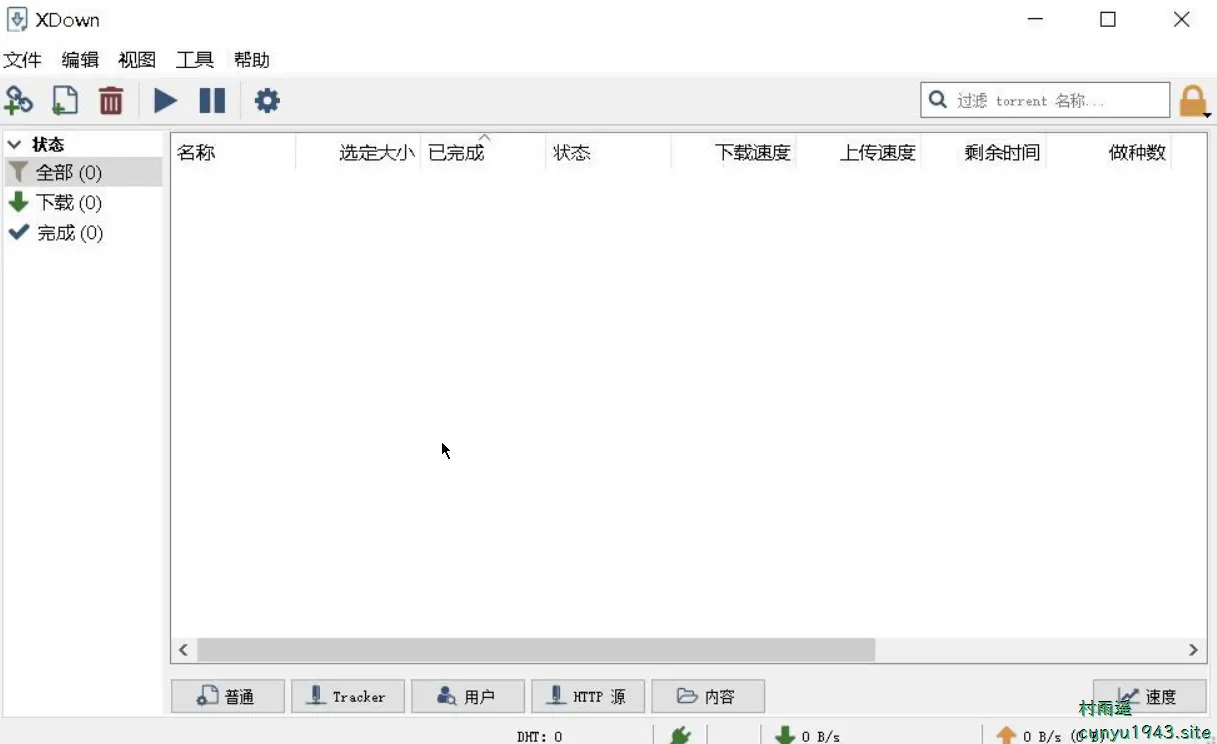 XDown
文件 编辑 视图 工具 帮助
过滤 torrent 名称...
状态
全部 (0)
下载 (0)
完成 (0)
名称 选定大小 已完成 状态 下载速度 上传速度 剩余时间 做种数
普通 Tracker 用户 HTTP 源 内容 速度
村雨遥
DHT: 0 0 B/s 0 B/s (0 B)
cunyu1943.site